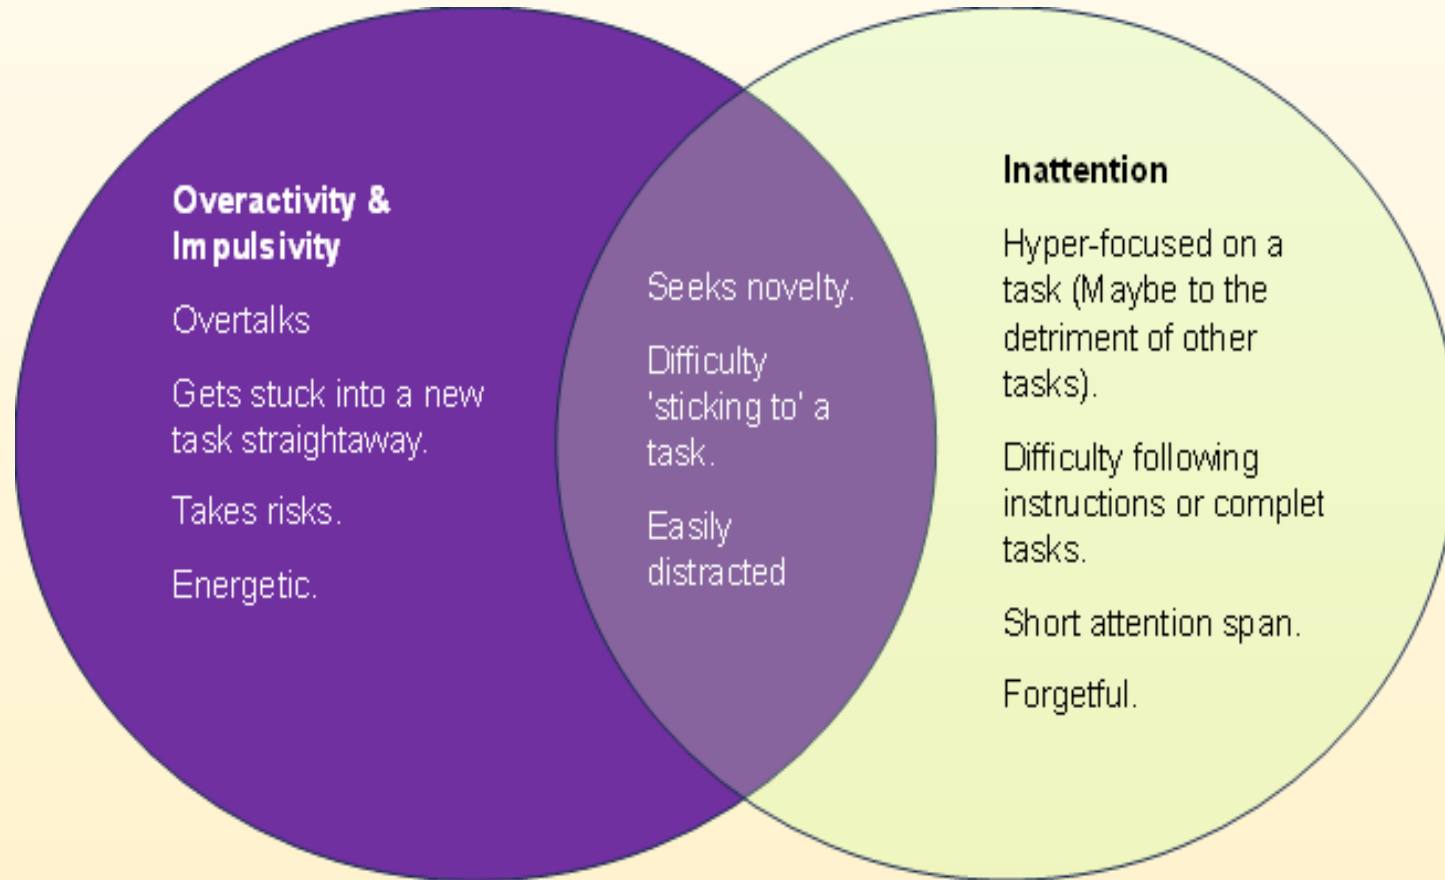 Overactivity &
Impulsivity
Overtalks
Gets stuck into a new
task straightaway.
Takes risks.
Energetic.
Seeks novelty.
Difficulty
'sticking to' a
task.
Easily
distracted
Inattention
Hyper-focused on a
task (Maybe to the
detriment of other
tasks).
Difficulty following
instructions or complet
tasks.
Short attention span.
Forgetful.